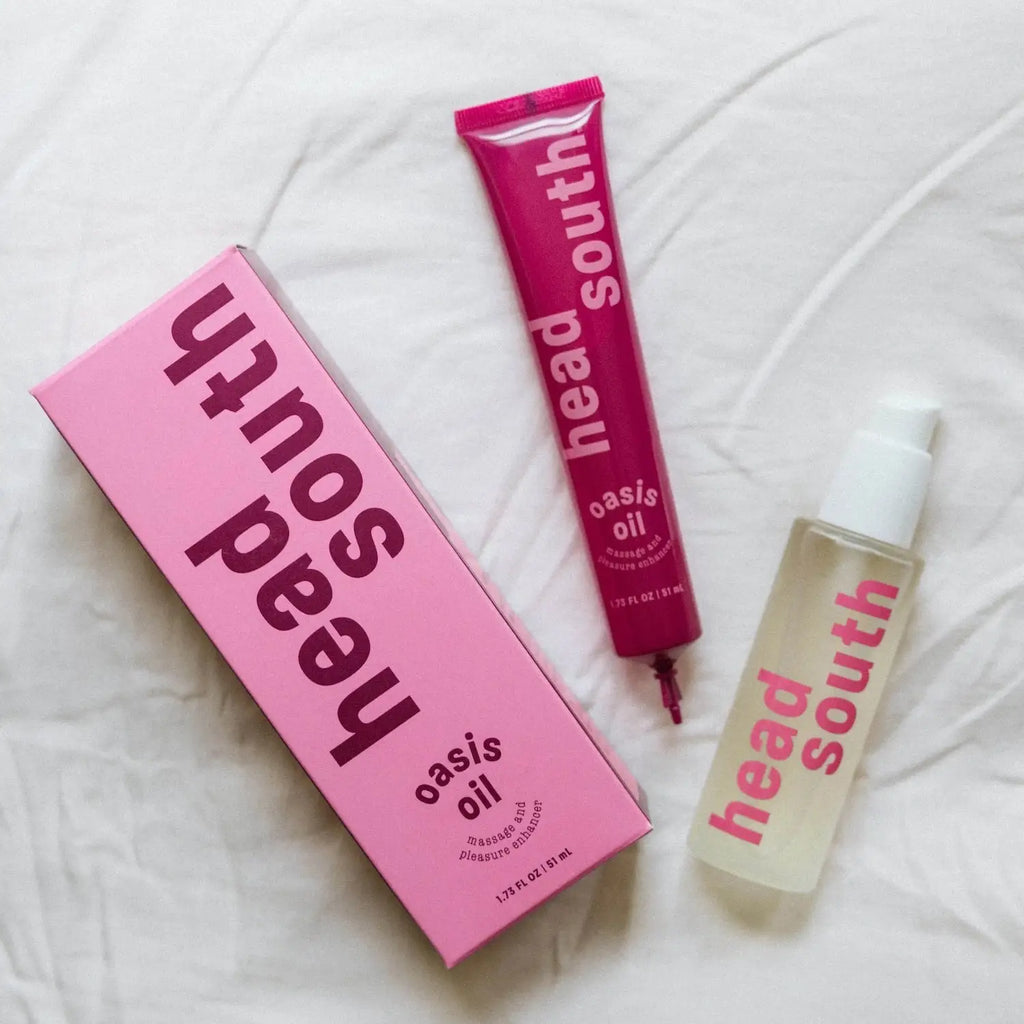 head
south
oasis
oil
massage and
pleasure enhancer
1.73 FL OZ | 51 mL
head
south.
oasis
oil
massage and
pleasure enhancer
1.73 FL OZ | 51 mL
head
south